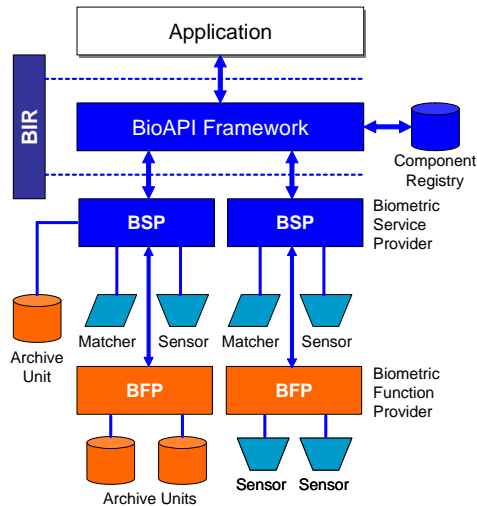 Application
BIR
BioAPI Framework
Component
Registry
BSP
BSP
Biometric
Service
Provider
Matcher
Sensor
Matcher
Sensor
Archive
Unit
BFP
BFP
Biometric
Function
Provider
Archive Units
Sensor
Sensor